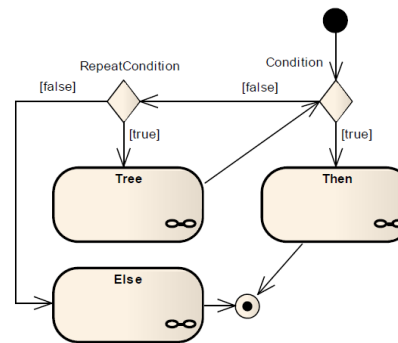 Condition
RepeatCondition
[false]
[false]
[true]
[true]
Tree
Then
Else